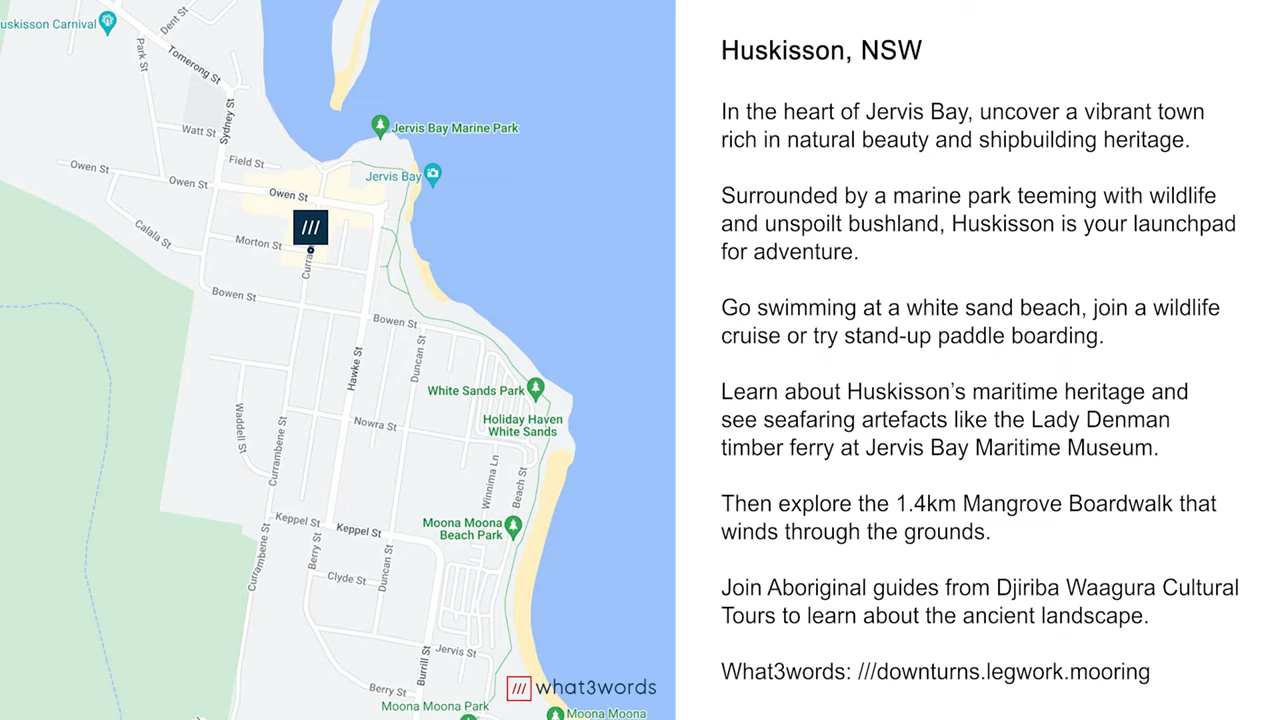 uskisson Carnival
Dent St
Park St
Tomerong St
Sydney St
Watt St
Jervis Bay Marine Park
Field St
Jervis Bay
Owen St
Owen St
Owen St
///
Calala St
Morton St
Curra
Bowen St
Bowen St
Hawke St
Duncan St
White Sands Park
Holiday Haven
White Sands
Waddell St
Nowra St
Currambene St
Winnima Ln
Beach St
Keppel St
Keppel St
Moona Moona
Beach Park
Currambene St
Berry St
Duncan St
Clyde St
Jervis St
Burrill St
Berry St
/// what3words
Moona Moona Park
Moona Moona
Huskisson, NSW
In the heart of Jervis Bay, uncover a vibrant town
rich in natural beauty and shipbuilding heritage.
Surrounded by a marine park teeming with wildlife
and unspoilt bushland, Huskisson is your launchpad
for adventure.
Go swimming at a white sand beach, join a wildlife
cruise or try stand-up paddle boarding.
Learn about Huskisson's maritime heritage and
see seafaring artefacts like the Lady Denman
timber ferry at Jervis Bay Maritime Museum.
Then explore the 1.4km Mangrove Boardwalk that
winds through the grounds.
Join Aboriginal guides from Djiriba Waagura Cultural
Tours to learn about the ancient landscape.
What3words: ///downturns.legwork.mooring